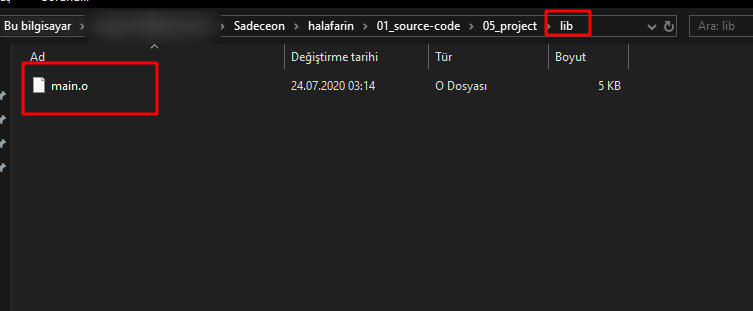 Bu bilgisayar > Sadeceon > halafarin > 01_source-code > 05_project > lib
Ara: lib
Ad Değiştirme tarihi Tür Boyut
main.o 24.07.2020 03:14 O Dosyası 5 KB